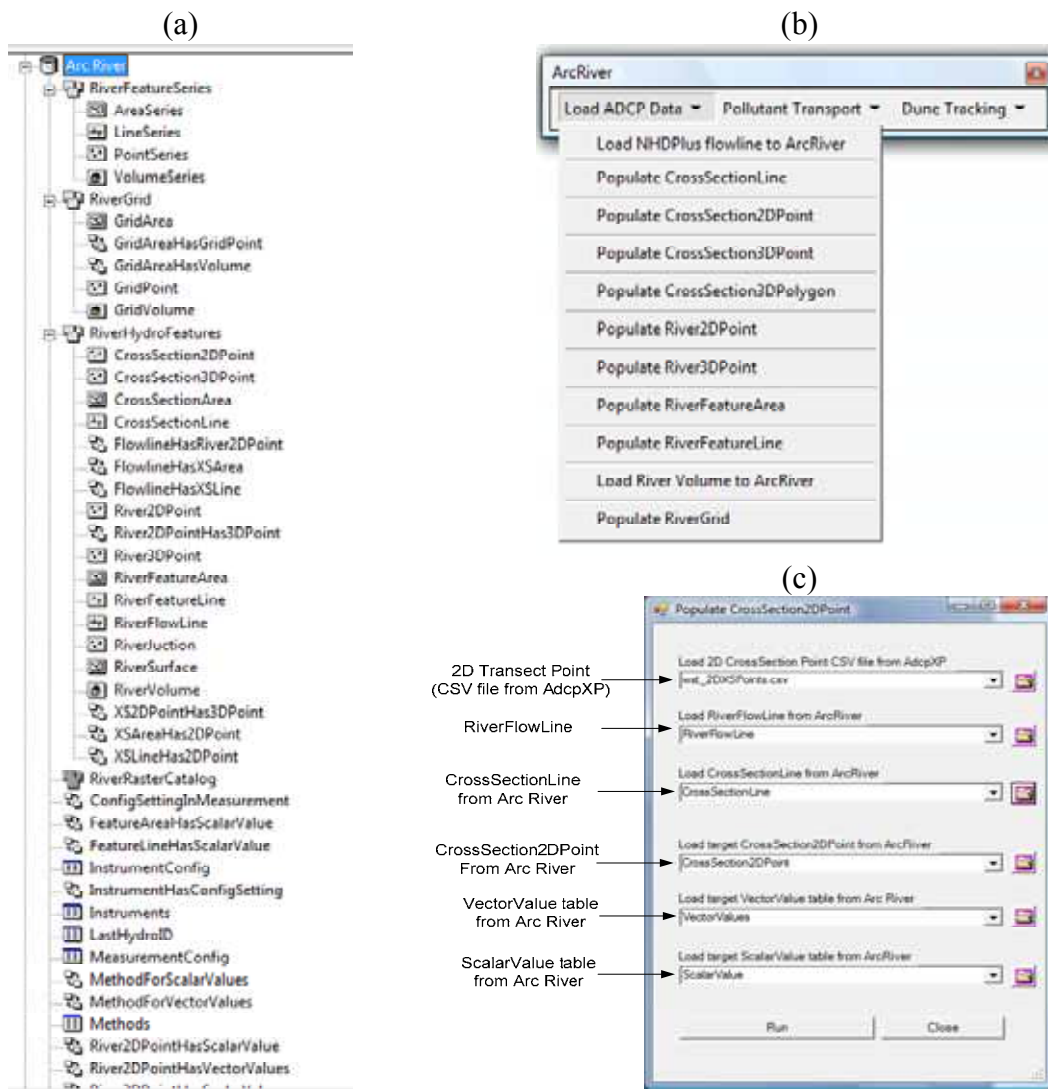 (a)
Arc River
RiverFeatureSeries
AreaSeries
LineSeries
PointSeries
VolumeSeries
RiverGrid
GridArea
GridAreaHasGridPoint
GridAreaHasVolume
GridPoint
GridVolume
RiverHydroFeatures
CrossSection2DPoint
CrossSection3DPoint
CrossSectionArea
CrossSectionLine
FlowlineHasRiver2DPoint
FlowlineHasXSArea
FlowlineHasXSLine
River2DPoint
River2DPointHas3DPoint
River3DPoint
RiverFeatureArea
RiverFeatureLine
RiverFlowLine
RiverJuction
RiverSurface
RiverVolume
XS2DPointHas3DPoint
XSAreaHas2DPoint
XSLineHas2DPoint
RiverRasterCatalog
ConfigSettingInMeasurement
FeatureAreaHasScalarValue
FeatureLineHasScalarValue
InstrumentConfig
InstrumentHasConfigSetting
Instruments
LastHydroID
MeasurementConfig
MethodForScalarValues
MethodForVectorValues
Methods
River2DPointHasScalarValue
River2DPointHasVectorValues
(b)
ArcRiver
Load ADCP Data Pollutant Transport Dune Tracking
Load NHDPlus flowline to ArcRiver
Populate CrossSectionLine
Populate CrossSection2DPoint
Populate CrossSection3DPoint
Populate CrossSection3DPolygon
Populate River2DPoint
Populate River3DPoint
Populate RiverFeatureArea
Populate RiverFeatureLine
Load River Volume to ArcRiver
Populate RiverGrid
(c)
Populate CrossSection2DPoint
2D Transect Point
(CSV file from AdcpXP)
Load 2D CrossSection Point CSV file from AdcpXP
RiverFlowLine
Load RiverFlowLine from ArcRiver
RiverFlowLine
CrossSectionLine
from Arc River
Load CrossSectionLine from ArcRiver
CrossSectionLine
CrossSection2DPoint
From Arc River
Load target CrossSection2DPoint from ArcRiver
CrossSection2DPoint
VectorValue table
from Arc River
Load target VectorValue table from Arc River
VectorValues
ScalarValue table
from Arc River
Load target ScalarValue table from ArcRiver
ScalarValue
Run
Close